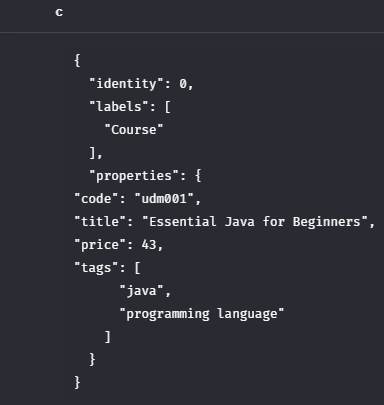 c
{
"identity": 0,
"labels": [
"Course"
],
"properties": {
"code": "udm001",
"title": "Essential Java for Beginners",
"price": 43,
"tags": [
"java",
"programming language"
]
}
}